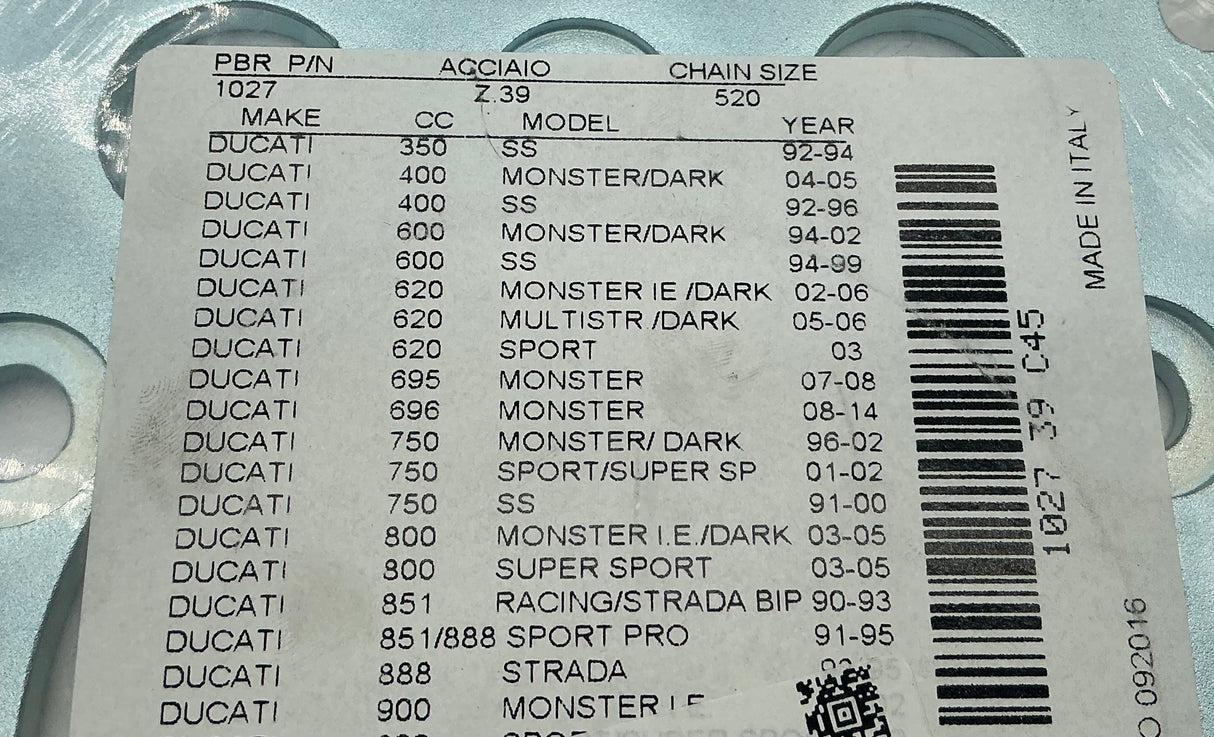 PBR P/N ACCIAIO CHAIN SIZE
1027 Z.39 520
MAKE CC MODEL YEAR
DUCATI 350 SS 92-94
DUCATI 400 MONSTER/DARK 04-05
DUCATI 400 SS 92-96
DUCATI 600 MONSTER/DARK 94-02
DUCATI 600 SS 94-99
DUCATI 620 MONSTER IE /DARK 02-06
DUCATI 620 MULTISTR /DARK 05-06
DUCATI 620 SPORT 03
DUCATI 695 MONSTER 07-08
DUCATI 696 MONSTER 08-14
DUCATI 750 MONSTER/ DARK 96-02
DUCATI 750 SPORT/SUPER SP 01-02
DUCATI 750 SS 91-00
DUCATI 800 MONSTER I.E./DARK 03-05
DUCATI 800 SUPER SPORT 03-05
DUCATI 851 RACING/STRADA BIP 90-93
DUCATI 851/888 SPORT PRO 91-95
DUCATI 888 STRADA
DUCATI 900 MONSTER I.E
1027 39 C45
MADE IN ITALY
092016